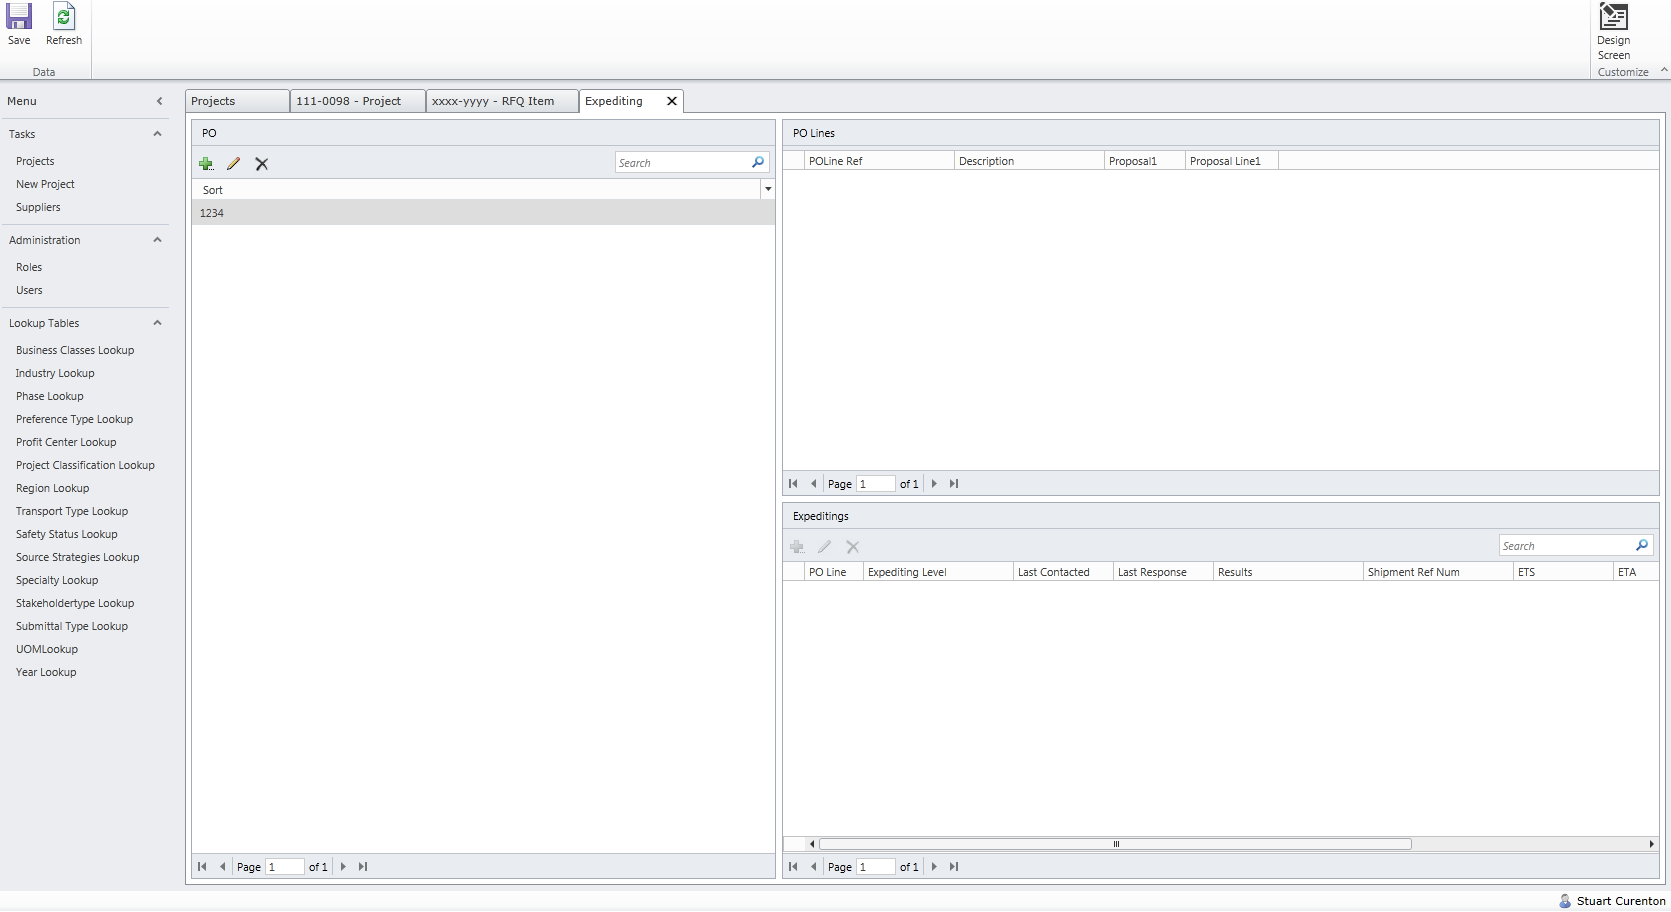 Save
Refresh
Data
Design
Screen
Customize
Menu
Tasks
Projects
New Project
Suppliers
Administration
Roles
Users
Lookup Tables
Business Classes Lookup
Industry Lookup
Phase Lookup
Preference Type Lookup
Profit Center Lookup
Project Classification Lookup
Region Lookup
Transport Type Lookup
Safety Status Lookup
Source Strategies Lookup
Specialty Lookup
Stakeholdertype Lookup
Submittal Type Lookup
UOMLookup
Year Lookup
Projects
111-0098 - Project
xxxx-yyyy - RFQ Item
Expediting
PO
Search
Sort
1234
Page 1 of 1
PO Lines
POLine Ref Description Proposal1 Proposal Line1
Page 1 of 1
Expeditings
Search
PO Line Expediting Level Last Contacted Last Response Results Shipment Ref Num ETS ETA
Page 1 of 1
Stuart Curenton